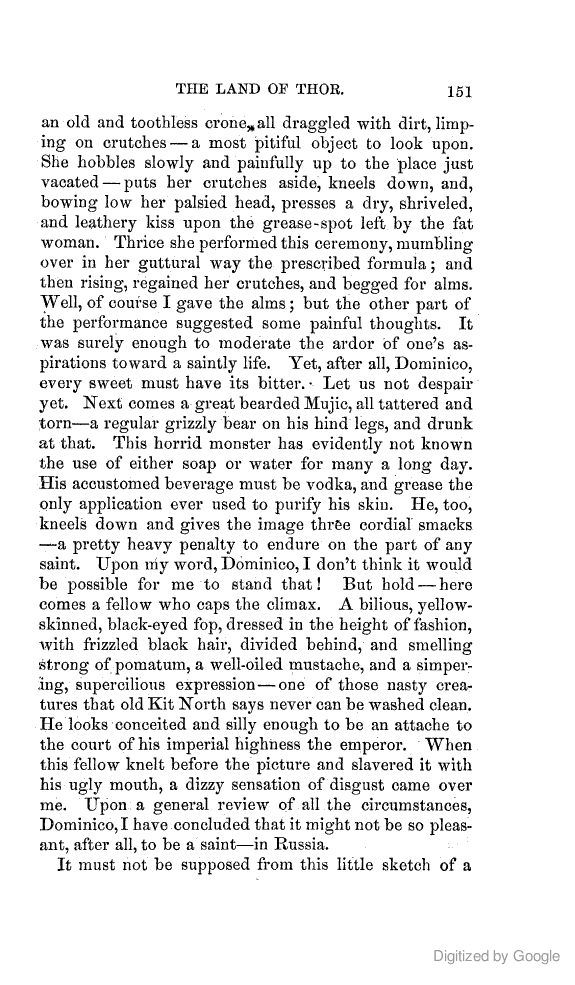 THE LAND OF THOR. 151
an old and toothless crone, all draggled with dirt, limp-
ing on crutches — a most pitiful object to look upon.
She hobbles slowly and painfully up to the place just
vacated — puts her crutches aside, kneels down, and,
bowing low her palsied head, presses a dry, shriveled,
and leathery kiss upon the grease-spot left by the fat
woman. Thrice she performed this ceremony, mumbling
over in her guttural way the prescribed formula; and
then rising, regained her crutches, and begged for alms.
Well, of course I gave the alms; but the other part of
the performance suggested some painful thoughts. It
was surely enough to moderate the ardor of one's as-
pirations toward a saintly life. Yet, after all, Dominico,
every sweet must have its bitter. Let us not despair
yet. Next comes a great bearded Mujic, all tattered and
torn—a regular grizzly bear on his hind legs, and drunk
at that. This horrid monster has evidently not known
the use of either soap or water for many a long day.
His accustomed beverage must be vodka, and grease the
only application ever used to purify his skin. He, too,
kneels down and gives the image three cordial smacks
—a pretty heavy penalty to endure on the part of any
saint. Upon my word, Dominico, I don't think it would
be possible for me to stand that! But hold — here
comes a fellow who caps the climax. A bilious, yellow-
skinned, black-eyed fop, dressed in the height of fashion,
with frizzled black hair, divided behind, and smelling
strong of pomatum, a well-oiled mustache, and a simper-
ing, supercilious expression — one of those nasty crea-
tures that old Kit North says never can be washed clean.
He looks conceited and silly enough to be an attache to
the court of his imperial highness the emperor. When
this fellow knelt before the picture and slavered it with
his ugly mouth, a dizzy sensation of disgust came over
me. Upon a general review of all the circumstances,
Dominico, I have concluded that it might not be so pleas-
ant, after all, to be a saint—in Russia.
It must not be supposed from this little sketch of a
Digitized by Google